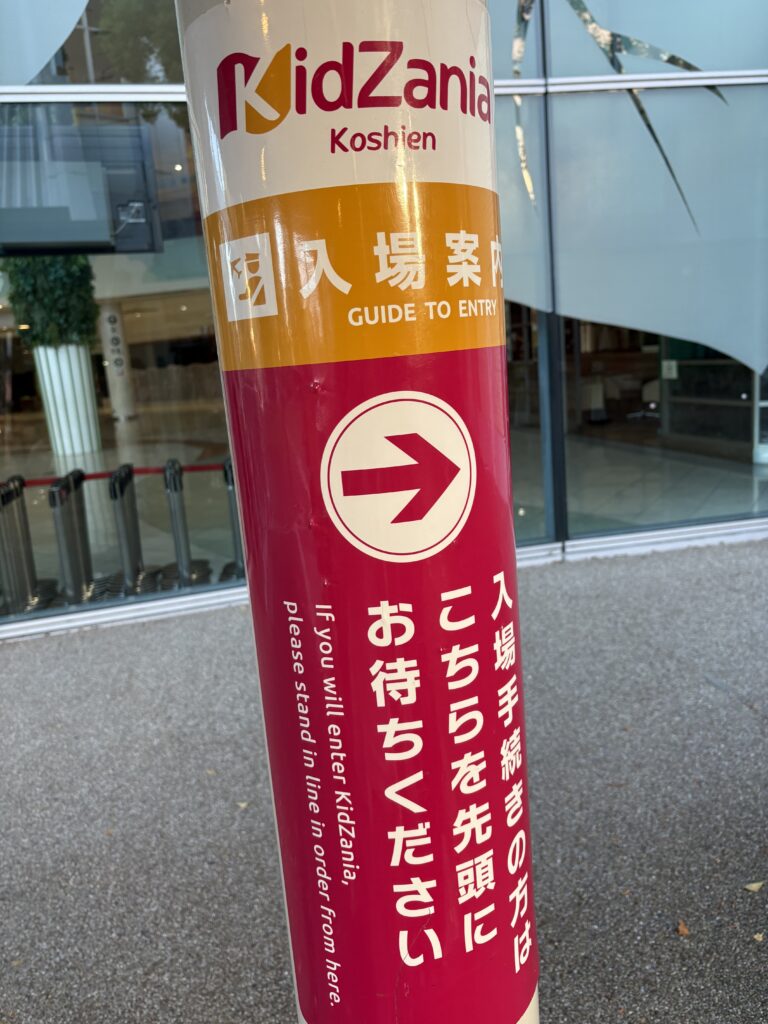 KidZania
Koshien
入場案内
GUIDE TO ENTRY
入場手続きの方は
こちらを先頭に
お待ちください
If you will enter KidZania,
please stand in line in order from here.